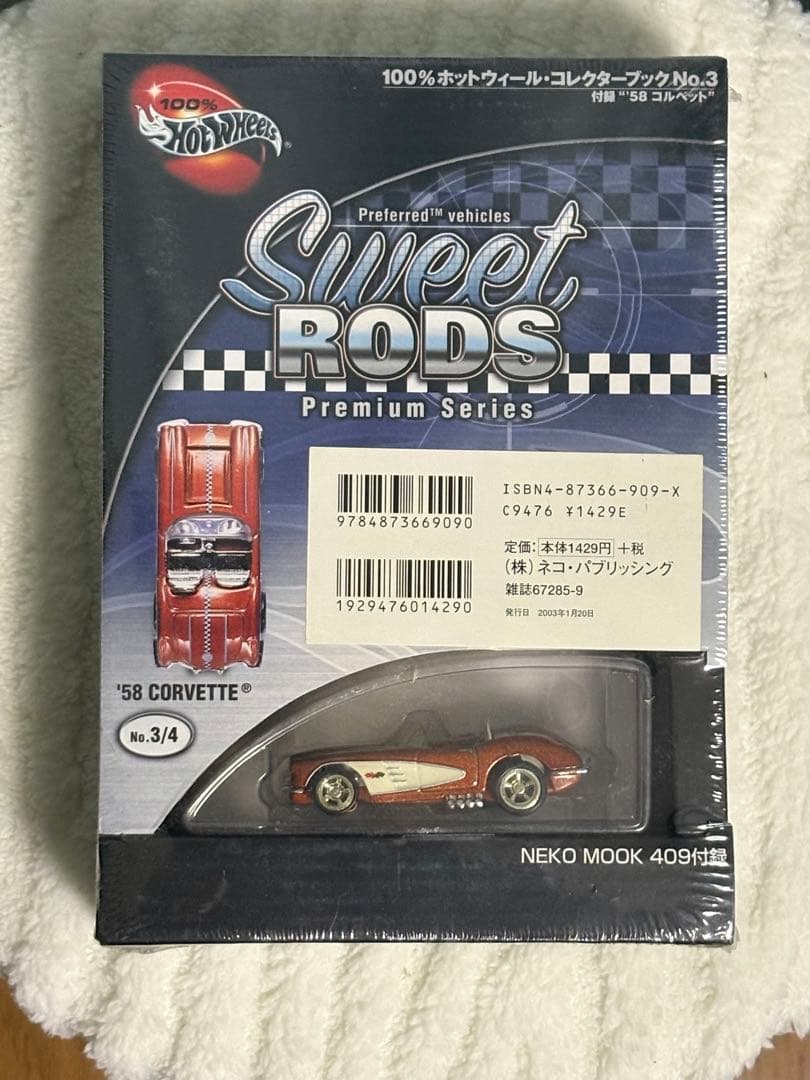 100%ホットウィール・コレクターブックNo.3
付録“'58 コルベット”
100%
Hot Wheels®
Preferred™ vehicles
Sweet
RODS
Premium Series
ISBN4-87366-909-X
C9476 ¥1429E
9784873669090
定価：本体1429円+税
(株)ネコ・パブリッシング
雑誌67285-9
1929476014290
発行日 2003年1月20日
'58 CORVETTE®
No.3/4
NEKO MOOK 409付録